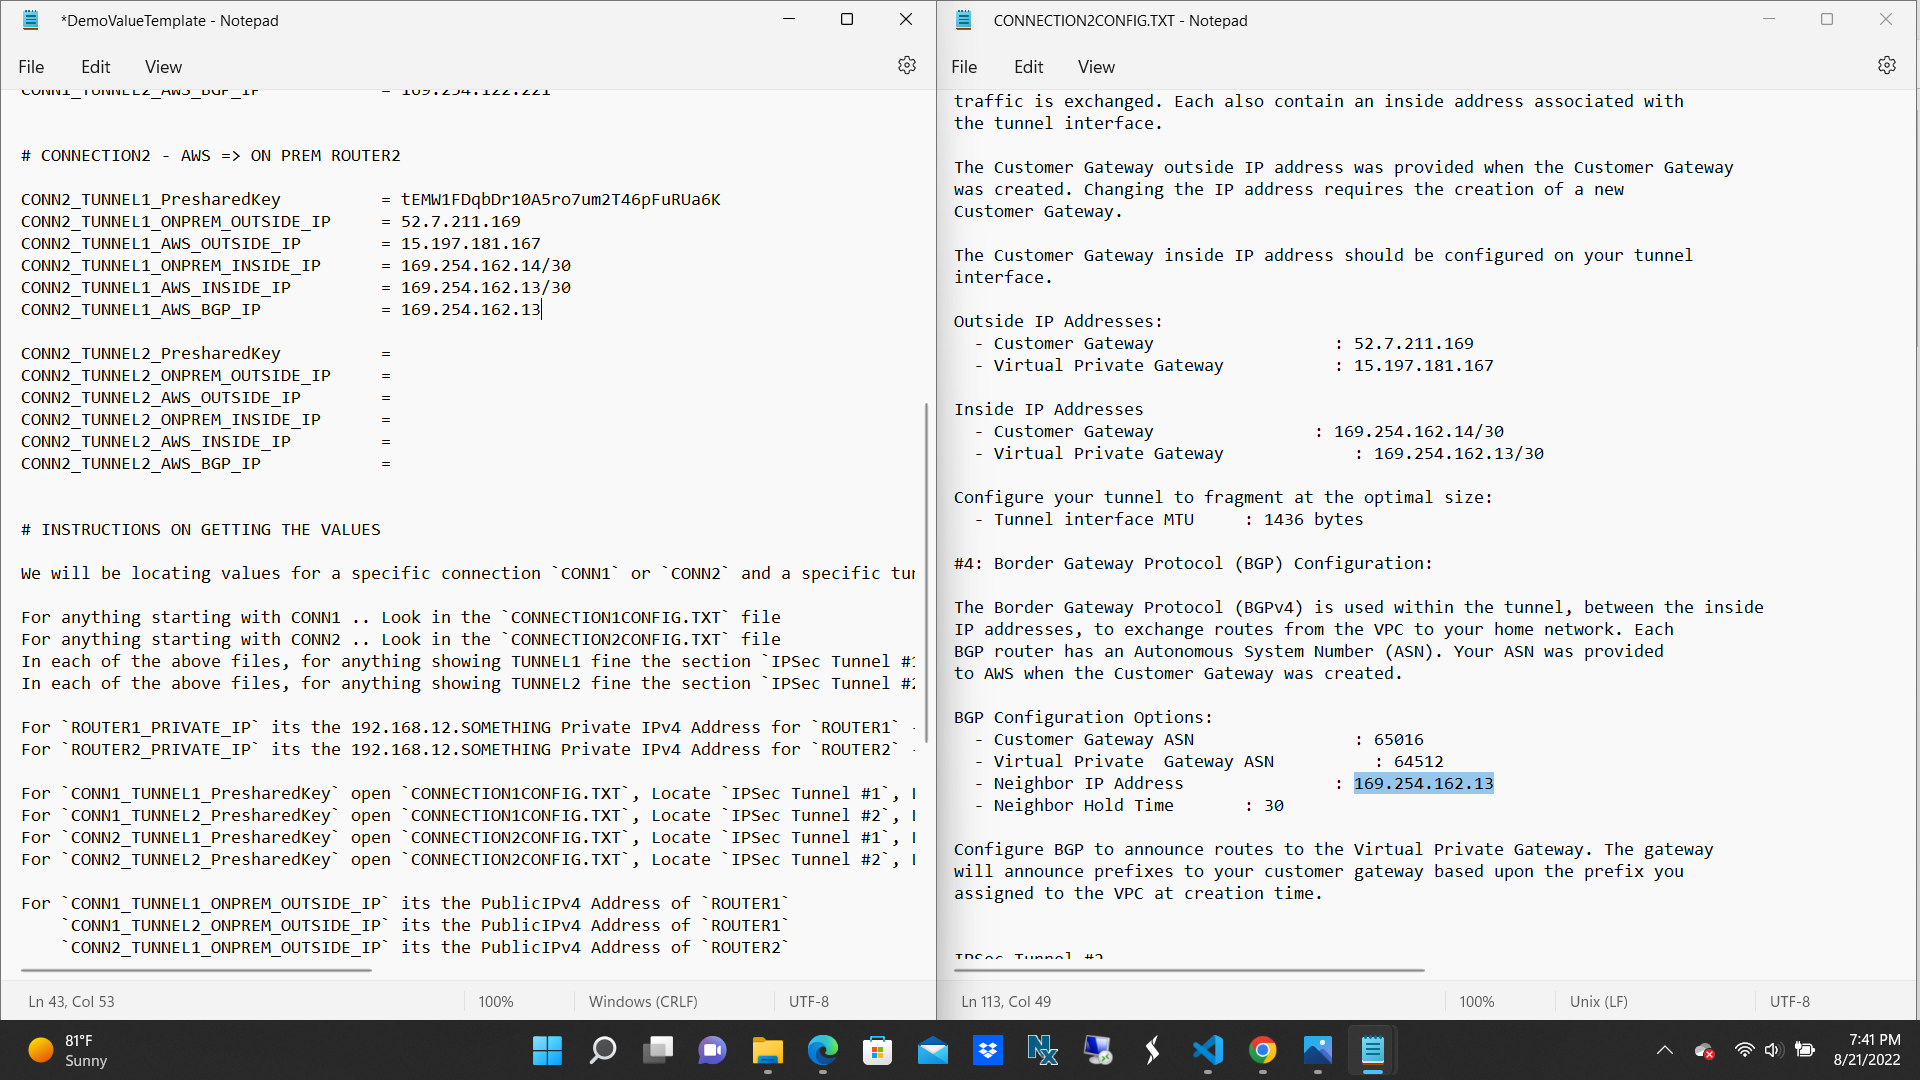 *DemoValueTemplate - Notepad
File Edit View
CONN1_TUNNEL2_AWS_BGP_IP = 169.254.122.221
# CONNECTION2 - AWS => ON PREM ROUTER2
CONN2_TUNNEL1_PresharedKey = tEMW1FDqbDr10A5ro7um2T46pFuRUa6K
CONN2_TUNNEL1_ONPREM_OUTSIDE_IP = 52.7.211.169
CONN2_TUNNEL1_AWS_OUTSIDE_IP = 15.197.181.167
CONN2_TUNNEL1_ONPREM_INSIDE_IP = 169.254.162.14/30
CONN2_TUNNEL1_AWS_INSIDE_IP = 169.254.162.13/30
CONN2_TUNNEL1_AWS_BGP_IP = 169.254.162.13
CONN2_TUNNEL2_PresharedKey =
CONN2_TUNNEL2_ONPREM_OUTSIDE_IP =
CONN2_TUNNEL2_AWS_OUTSIDE_IP =
CONN2_TUNNEL2_ONPREM_INSIDE_IP =
CONN2_TUNNEL2_AWS_INSIDE_IP =
CONN2_TUNNEL2_AWS_BGP_IP =
# INSTRUCTIONS ON GETTING THE VALUES
We will be locating values for a specific connection `CONN1` or `CONN2` and a specific tur
For anything starting with CONN1 .. Look in the `CONNECTION1CONFIG.TXT` file
For anything starting with CONN2 .. Look in the `CONNECTION2CONFIG.TXT` file
In each of the above files, for anything showing TUNNEL1 fine the section `IPSec Tunnel #1
In each of the above files, for anything showing TUNNEL2 fine the section `IPSec Tunnel #2
For `ROUTER1_PRIVATE_IP` its the 192.168.12.SOMETHING Private IPv4 Address for `ROUTER1` -
For `ROUTER2_PRIVATE_IP` its the 192.168.12.SOMETHING Private IPv4 Address for `ROUTER2` -
For `CONN1_TUNNEL1_PresharedKey` open `CONNECTION1CONFIG.TXT`, Locate `IPSec Tunnel #1`,
For `CONN1_TUNNEL2_PresharedKey` open `CONNECTION1CONFIG.TXT`, Locate `IPSec Tunnel #2`,
For `CONN2_TUNNEL1_PresharedKey` open `CONNECTION2CONFIG.TXT`, Locate `IPSec Tunnel #1`,
For `CONN2_TUNNEL2_PresharedKey` open `CONNECTION2CONFIG.TXT`, Locate `IPSec Tunnel #2`,
For `CONN1_TUNNEL1_ONPREM_OUTSIDE_IP` its the PublicIPv4 Address of `ROUTER1`
`CONN1_TUNNEL2_ONPREM_OUTSIDE_IP` its the PublicIPv4 Address of `ROUTER1`
`CONN2_TUNNEL1_ONPREM_OUTSIDE_IP` its the PublicIPv4 Address of `ROUTER2`
Ln 43, Col 53 100% Windows (CRLF) UTF-8
CONNECTION2CONFIG.TXT - Notepad
File Edit View
traffic is exchanged. Each also contain an inside address associated with
the tunnel interface.
The Customer Gateway outside IP address was provided when the Customer Gateway
was created. Changing the IP address requires the creation of a new
Customer Gateway.
The Customer Gateway inside IP address should be configured on your tunnel
interface.
Outside IP Addresses:
- Customer Gateway : 52.7.211.169
- Virtual Private Gateway : 15.197.181.167
Inside IP Addresses
- Customer Gateway : 169.254.162.14/30
- Virtual Private Gateway : 169.254.162.13/30
Configure your tunnel to fragment at the optimal size:
- Tunnel interface MTU : 1436 bytes
#4: Border Gateway Protocol (BGP) Configuration:
The Border Gateway Protocol (BGPv4) is used within the tunnel, between the inside
IP addresses, to exchange routes from the VPC to your home network. Each
BGP router has an Autonomous System Number (ASN). Your ASN was provided
to AWS when the Customer Gateway was created.
BGP Configuration Options:
- Customer Gateway ASN : 65016
- Virtual Private  Gateway ASN : 64512
- Neighbor IP Address : 169.254.162.13
- Neighbor Hold Time : 30
Configure BGP to announce routes to the Virtual Private Gateway. The gateway
will announce prefixes to your customer gateway based upon the prefix you
assigned to the VPC at creation time.
IPSec Tunnel #2
Ln 113, Col 49 100% Unix (LF) UTF-8
81°F
Sunny
7:41 PM
8/21/2022